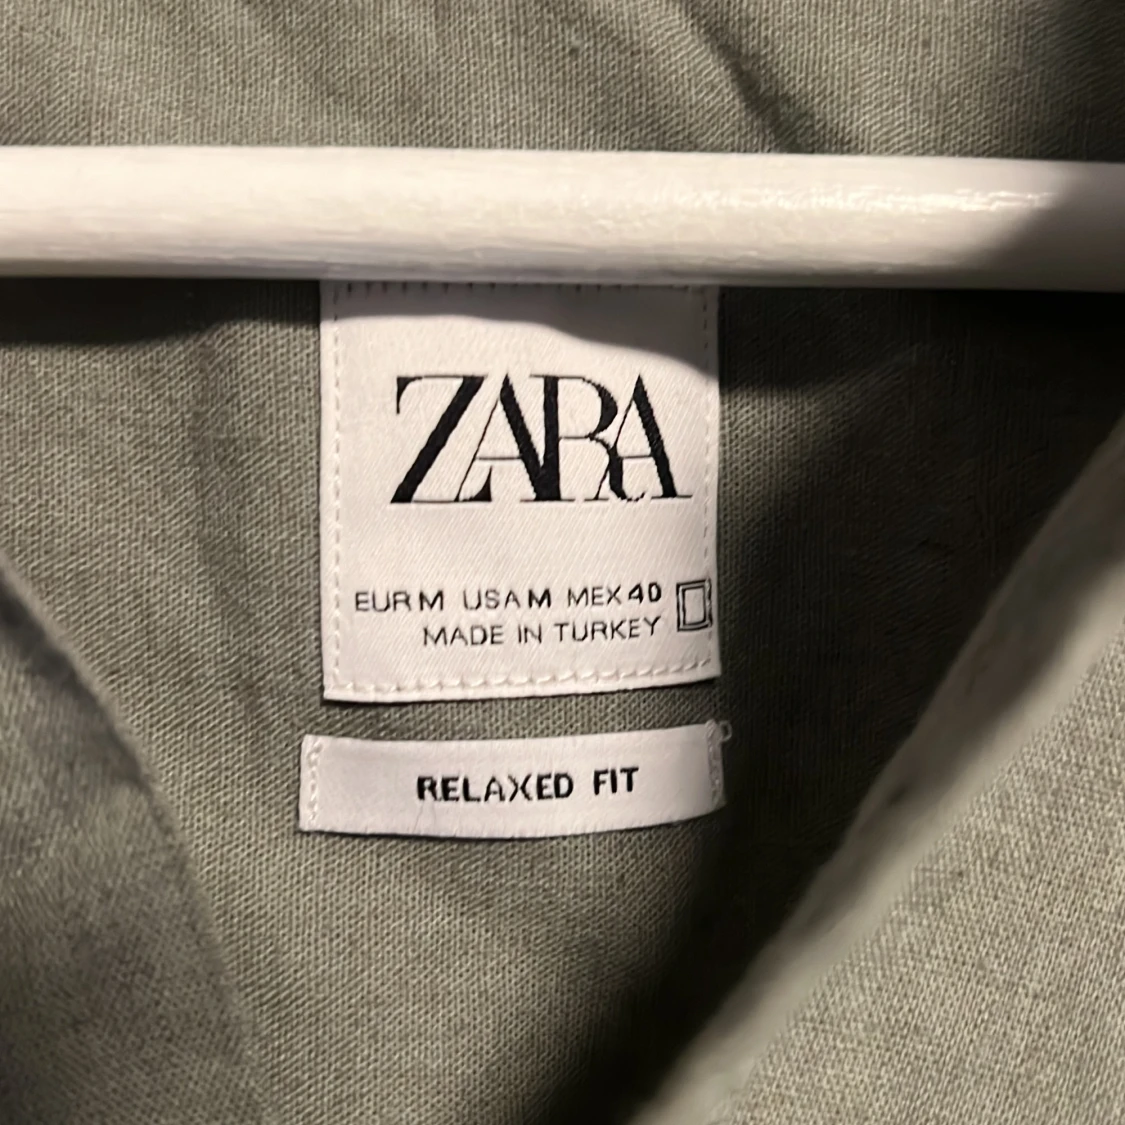 ZARA
EUR M USA M MEX 40
MADE IN TURKEY
RELAXED FIT